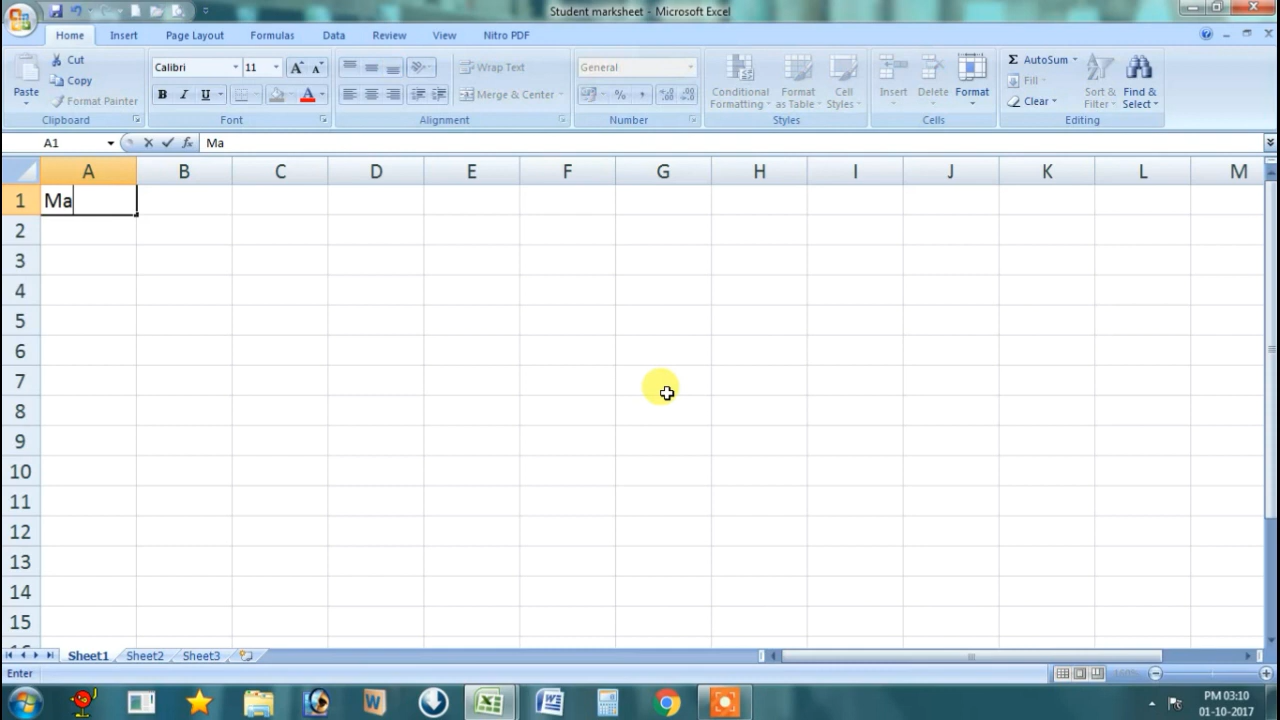 Student marksheet - Microsoft Excel
Home Insert Page Layout Formulas Data Review View Nitro PDF
Paste
Cut
Copy
Format Painter
Clipboard
Calibri 11
B I U
Font
Wrap Text
Merge & Center
Alignment
General
%
Number
Conditional Formatting
Format as Table
Cell Styles
Styles
Insert
Delete
Format
Cells
Σ AutoSum
Fill
Clear
Sort & Filter
Find & Select
Editing
A1 fx Ma
A B C D E F G H I J K L M
1 Ma
2
3
4
5
6
7
8
9
10
11
12
13
14
15
Sheet1 Sheet2 Sheet3
Enter
PM 03:10
01-10-2017